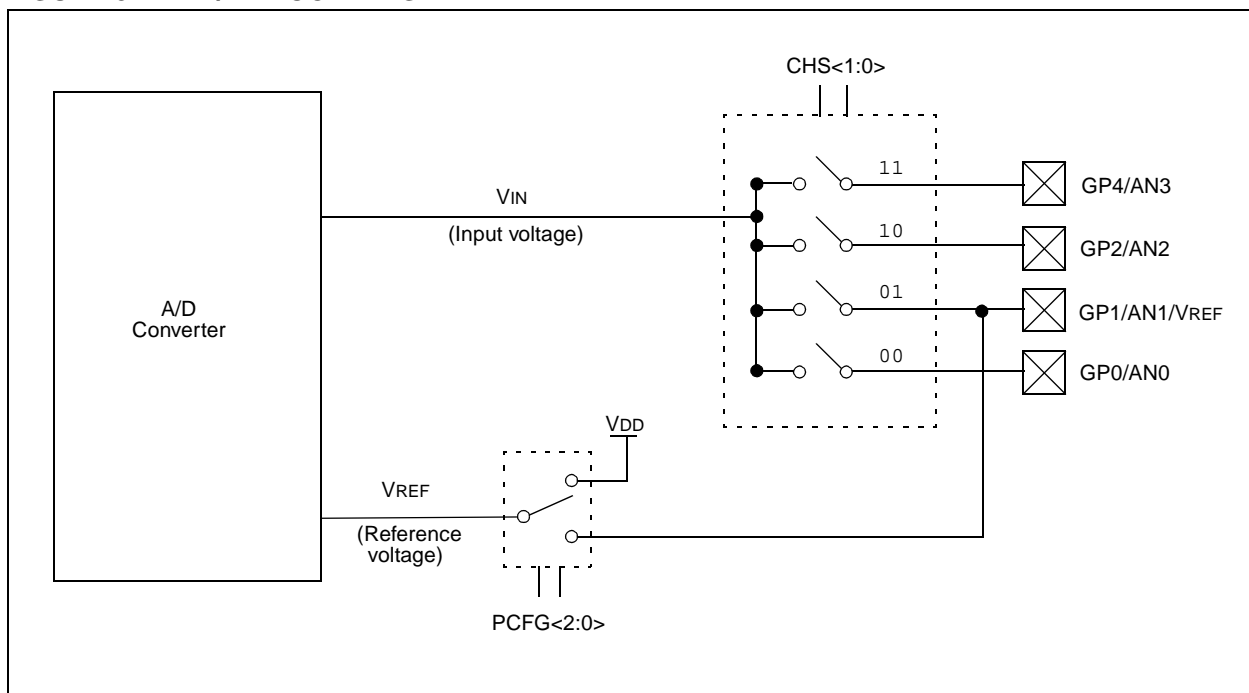 CHS<1:0>
11
GP4/AN3
VIN
(Input voltage)
10
GP2/AN2
01
GP1/AN1/VREF
A/D
Converter
00
GP0/AN0
VDD
VREF
(Reference
voltage)
PCFG<2:0>